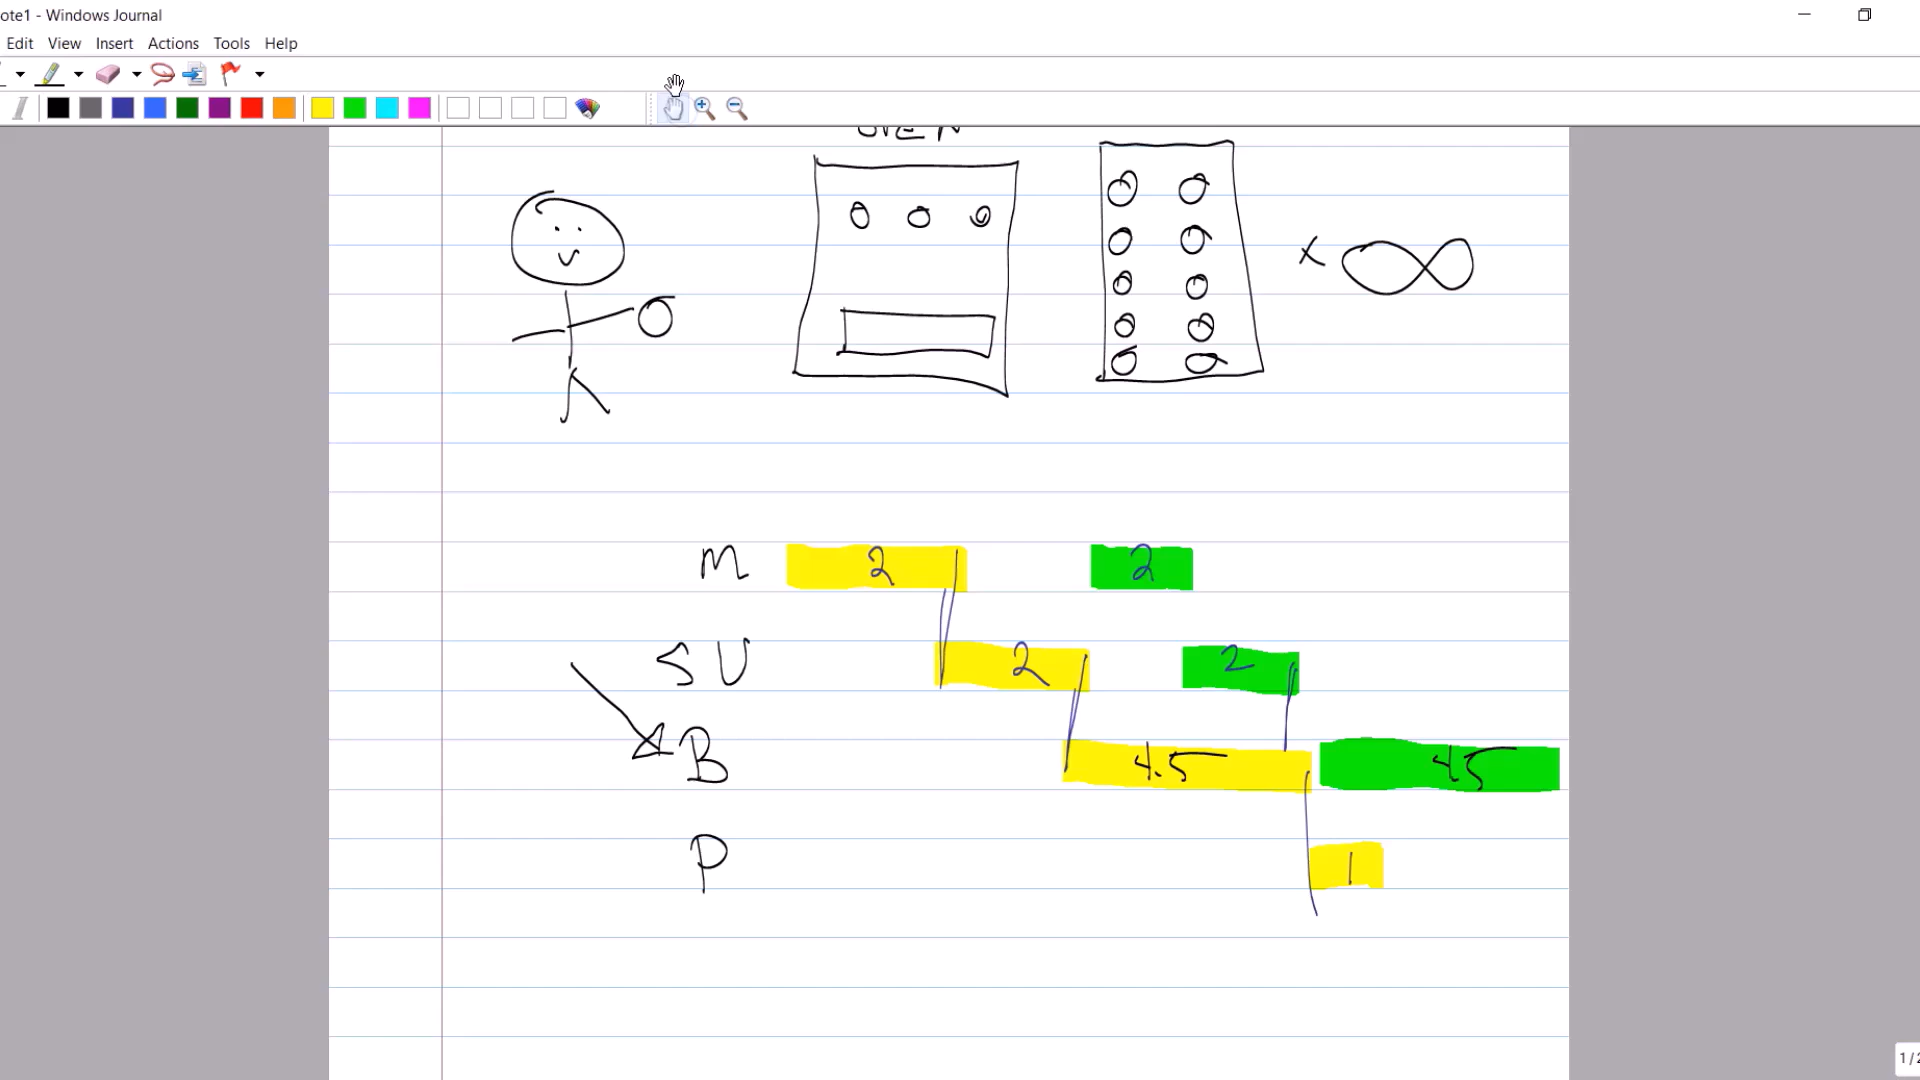 ote1 - Windows Journal
Edit View Insert Actions Tools Help
OVEN
x ∞
M 2 2
SU 2 2
B 4.5 45
P 1
1 / 2